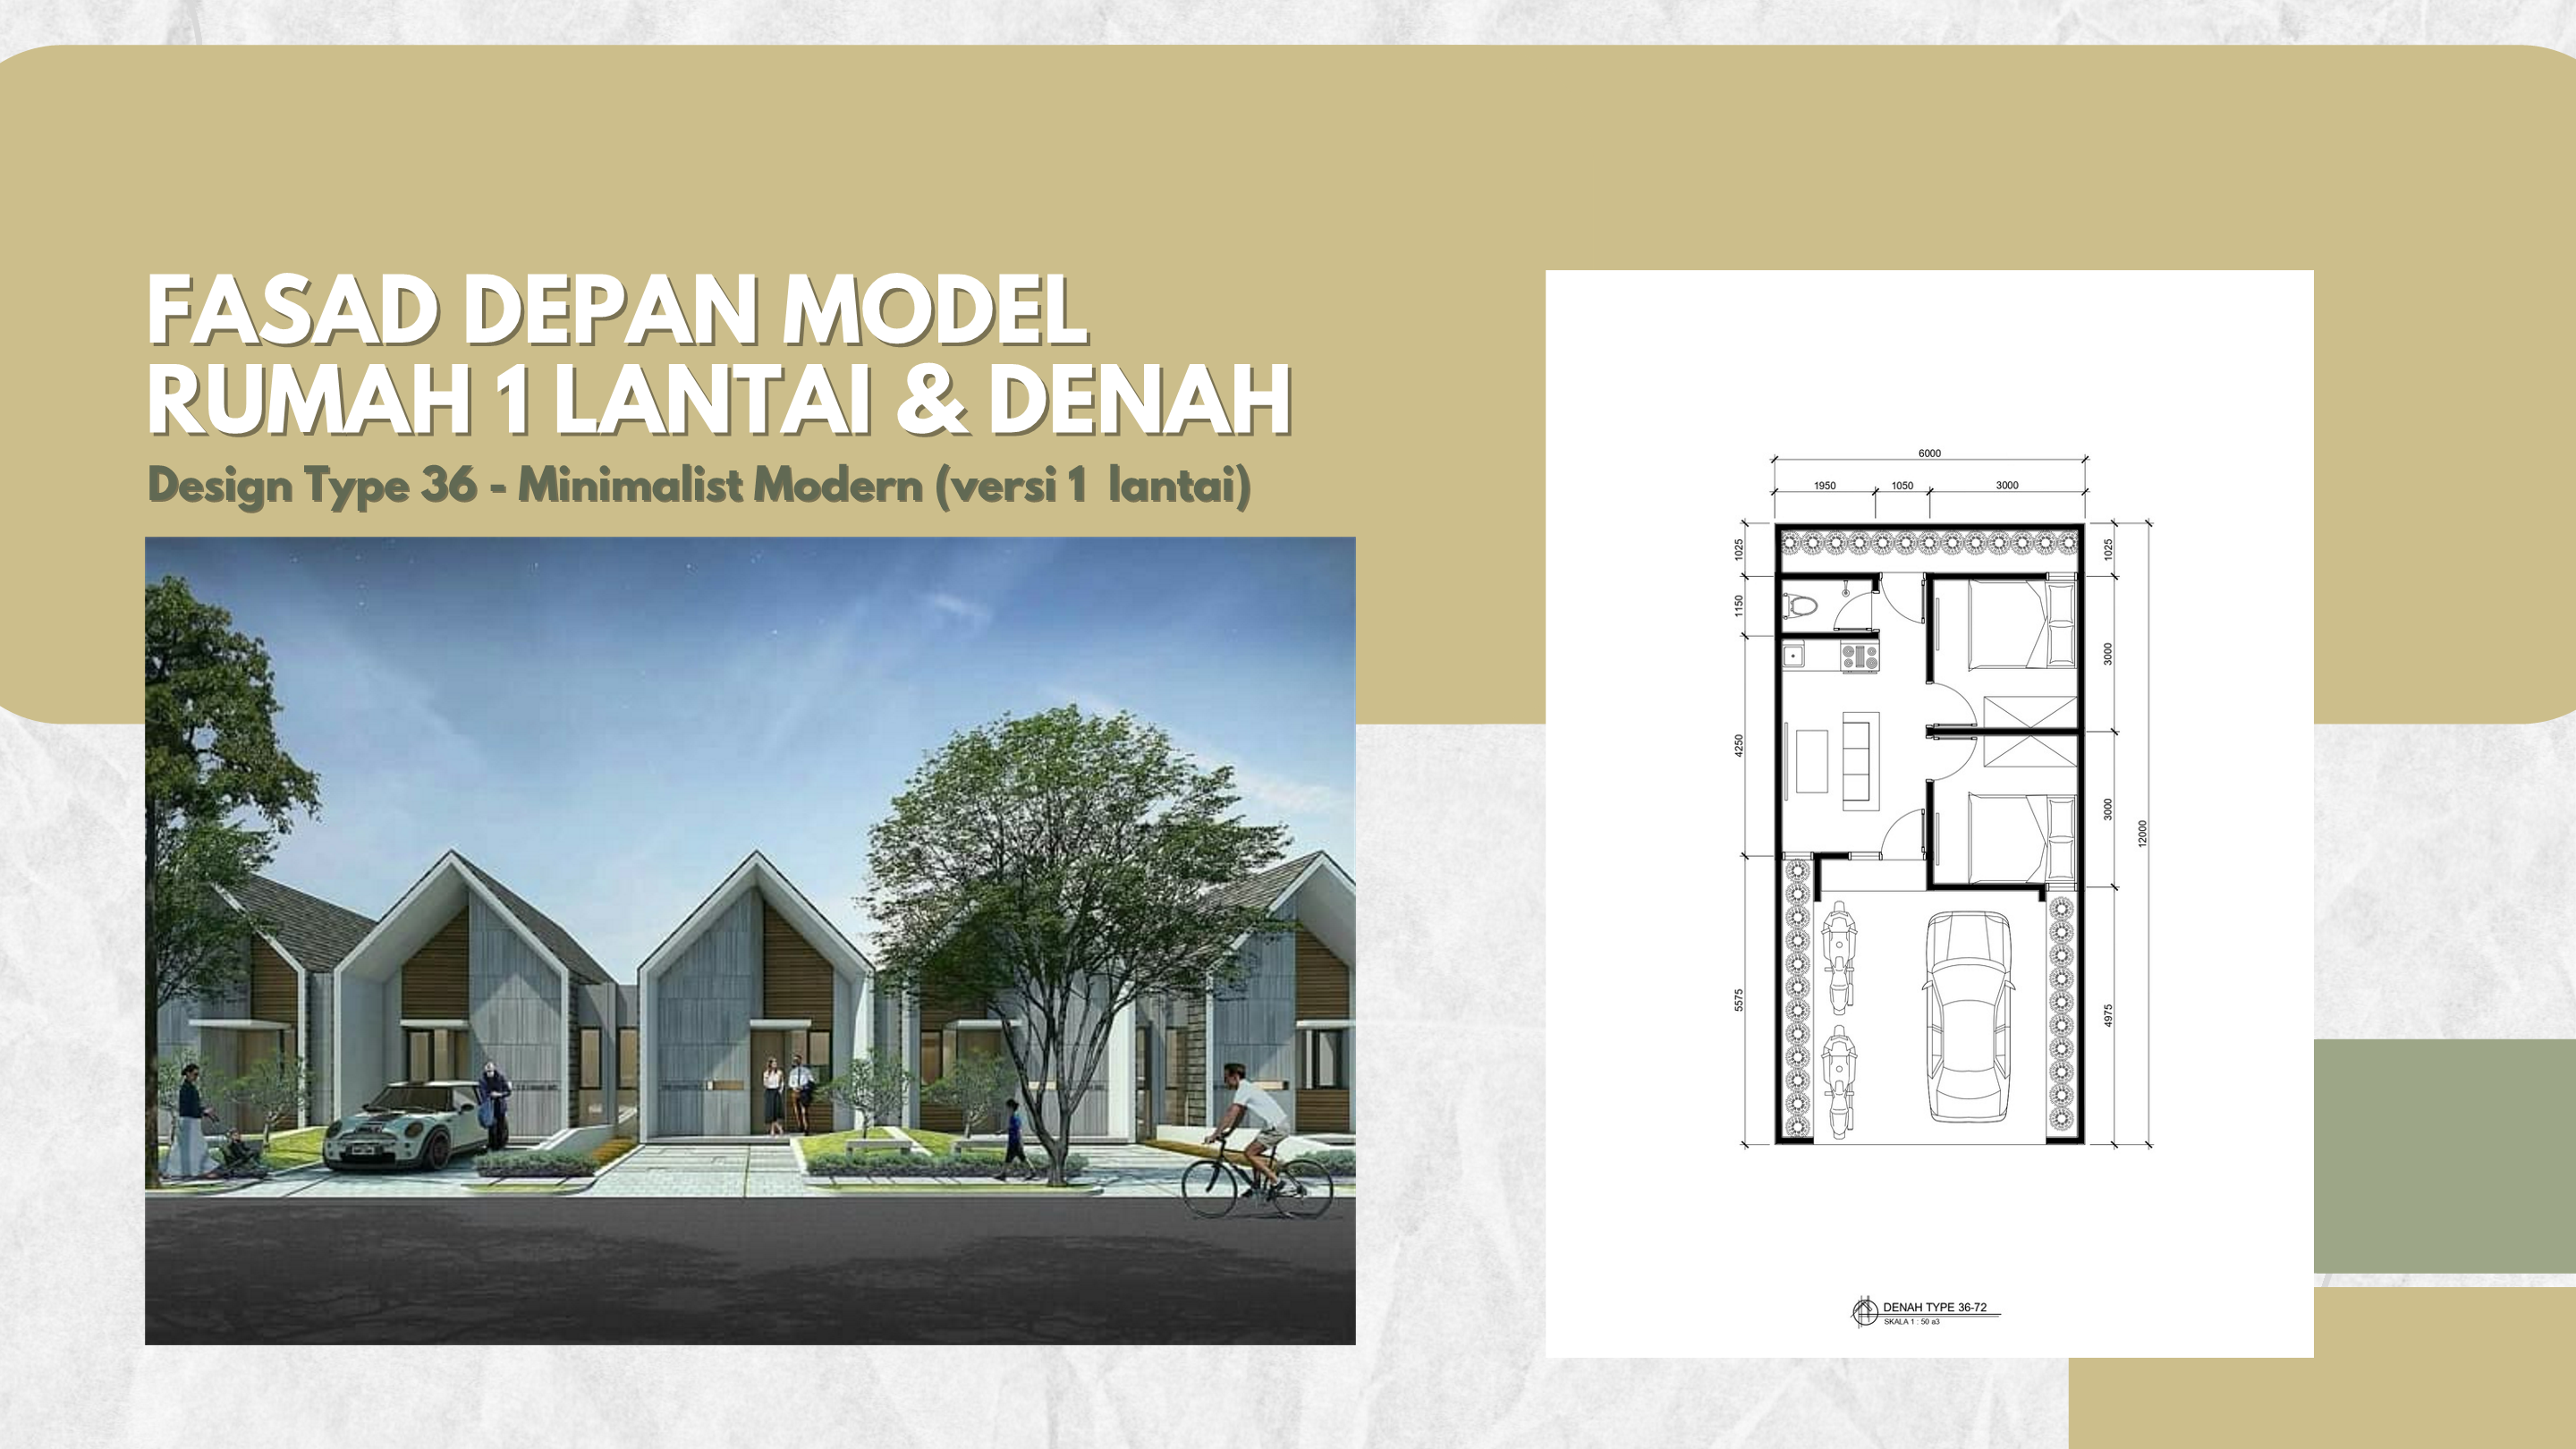 FASAD DEPAN MODEL
RUMAH 1 LANTAI & DENAH
Design Type 36 - Minimalist Modern (versi 1 lantai)
6000
1950 1050 3000
1025
1150
4250
5575
1025
3000
3000
4975
12000
DENAH TYPE 36-72
SKALA 1 : 50 a3